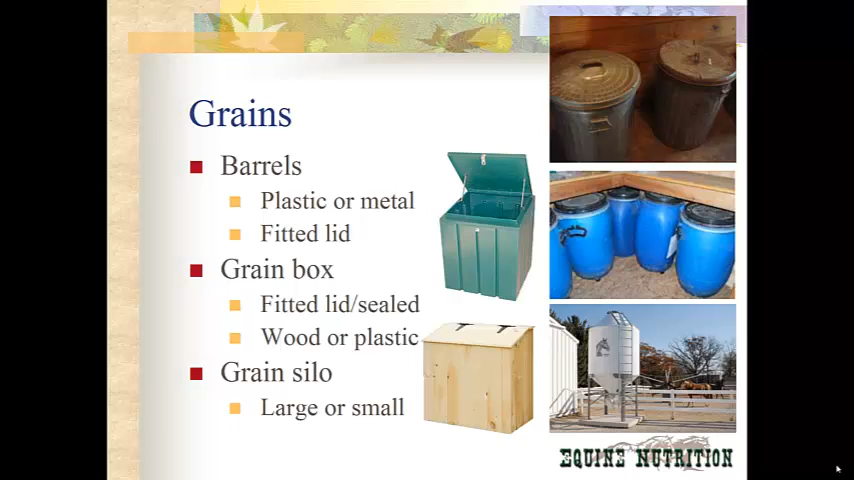 Grains
Barrels
Plastic or metal
Fitted lid
Grain box
Fitted lid/sealed
Wood or plastic
Grain silo
Large or small
EQUINE NUTRITION